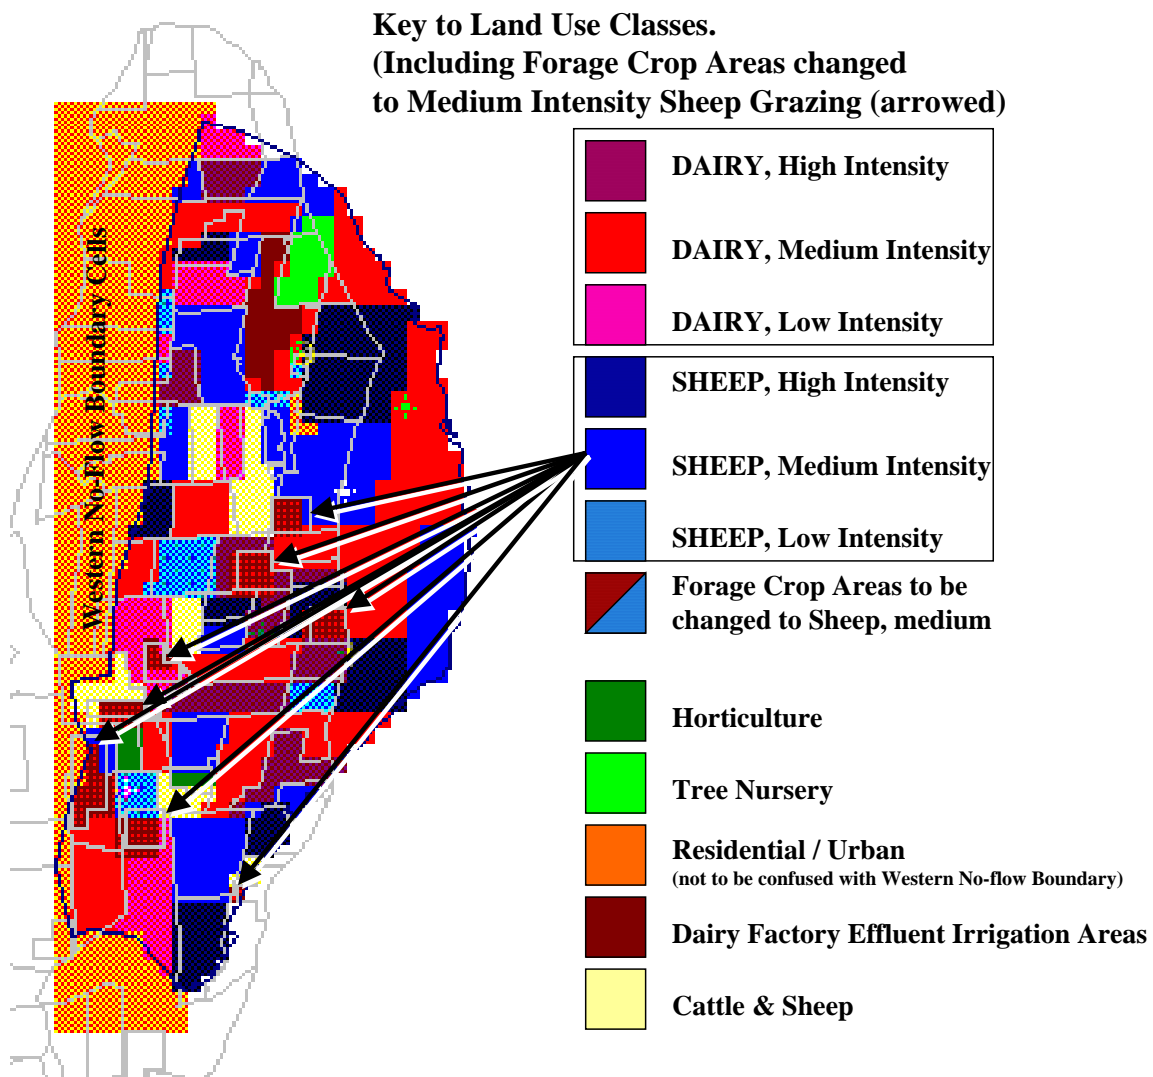 Key to Land Use Classes.
(Including Forage Crop Areas changed
to Medium Intensity Sheep Grazing (arrowed)
DAIRY, High Intensity
DAIRY, Medium Intensity
DAIRY, Low Intensity
SHEEP, High Intensity
SHEEP, Medium Intensity
SHEEP, Low Intensity
Forage Crop Areas to be
changed to Sheep, medium
Horticulture
Tree Nursery
Residential / Urban
(not to be confused with Western No-flow Boundary)
Dairy Factory Effluent Irrigation Areas
Cattle & Sheep
Western No-Flow Boundary Cells